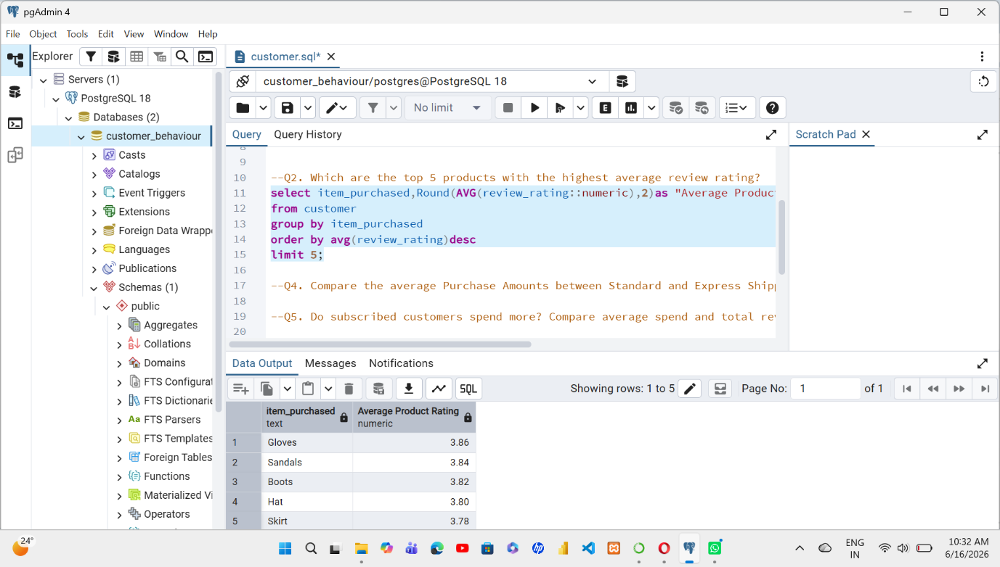 pgAdmin 4
File Object Tools Edit View Window Help
Explorer
customer.sql*
Servers (1)
PostgreSQL 18
Databases (2)
customer_behaviour
Casts
Catalogs
Event Triggers
Extensions
Foreign Data Wrappe
Languages
Publications
Schemas (1)
public
Aggregates
Collations
Domains
FTS Configurat
FTS Dictionarie
FTS Parsers
FTS Templates
Foreign Tables
Functions
Materialized Vi
Operators
customer_behaviour/postgres@PostgreSQL 18
No limit
E
Query Query History
Scratch Pad
8
9
10 --Q2. Which are the top 5 products with the highest average review rating?
11 select item_purchased,Round(AVG(review_rating::numeric),2)as "Average Produc
12 from customer
13 group by item_purchased
14 order by avg(review_rating)desc
15 limit 5;
16
17 --Q4. Compare the average Purchase Amounts between Standard and Express Ship
18
19 --Q5. Do subscribed customers spend more? Compare average spend and total re
20
Data Output Messages Notifications
SQL Showing rows: 1 to 5 Page No: 1 of 1
item_purchased Average Product Rating
text numeric
1 Gloves 3.86
2 Sandals 3.84
3 Boots 3.82
4 Hat 3.80
5 Skirt 3.78
24°
ENG
IN
10:32 AM
6/16/2026